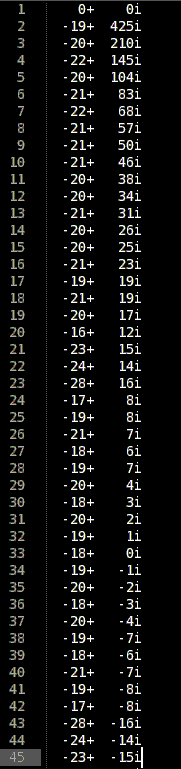 1 0+ 0i
2 -19+ 425i
3 -20+ 210i
4 -22+ 145i
5 -20+ 104i
6 -21+ 83i
7 -22+ 68i
8 -21+ 57i
9 -21+ 50i
10 -21+ 46i
11 -20+ 38i
12 -20+ 34i
13 -21+ 31i
14 -20+ 26i
15 -20+ 25i
16 -21+ 23i
17 -19+ 19i
18 -21+ 19i
19 -20+ 17i
20 -16+ 12i
21 -23+ 15i
22 -24+ 14i
23 -28+ 16i
24 -17+ 8i
25 -19+ 8i
26 -21+ 7i
27 -18+ 6i
28 -19+ 7i
29 -20+ 4i
30 -18+ 3i
31 -20+ 2i
32 -19+ 1i
33 -18+ 0i
34 -19+ -1i
35 -20+ -2i
36 -18+ -3i
37 -20+ -4i
38 -19+ -7i
39 -18+ -6i
40 -21+ -7i
41 -19+ -8i
42 -17+ -8i
43 -28+ -16i
44 -24+ -14i
45 -23+ -15i